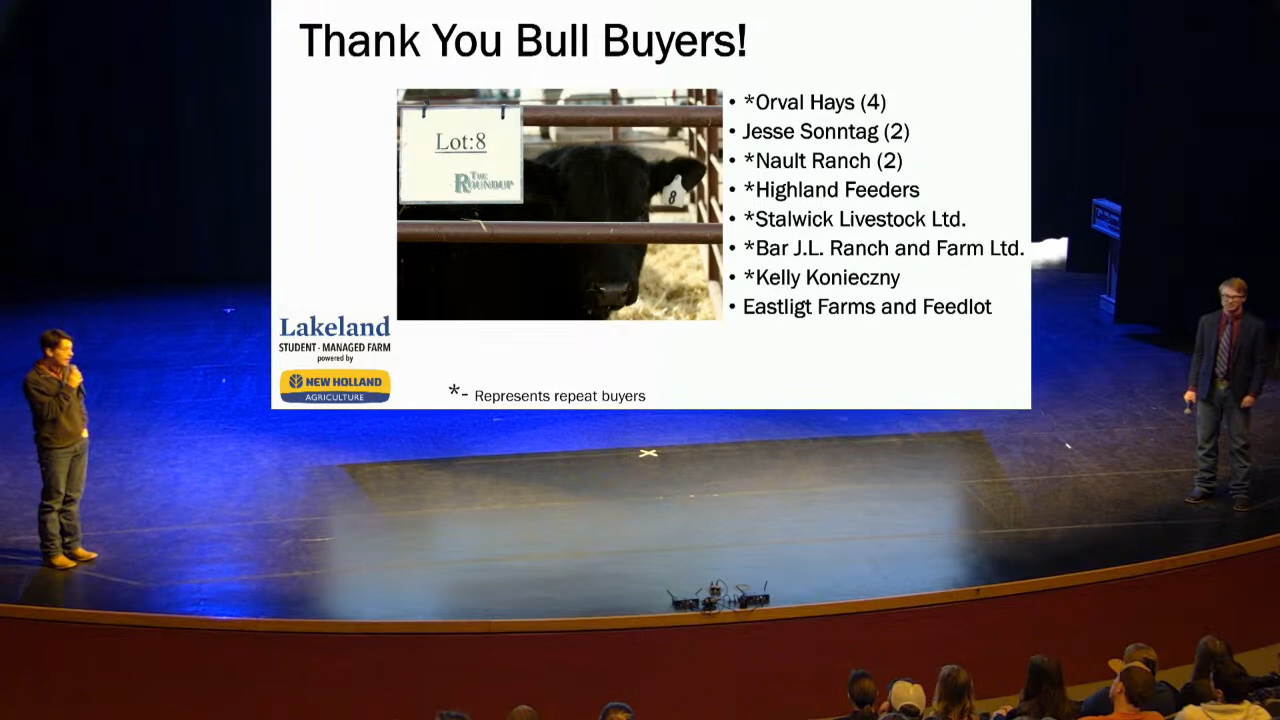 Thank You Bull Buyers!
Lot:8
THE
ROUNDUP
8
• *Orval Hays (4)
• Jesse Sonntag (2)
• *Nault Ranch (2)
• *Highland Feeders
• *Stalwick Livestock Ltd.
• *Bar J.L. Ranch and Farm Ltd.
• *Kelly Konieczny
• Eastligt Farms and Feedlot
Lakeland
STUDENT-MANAGED FARM
powered by
NEW HOLLAND
AGRICULTURE
*- Represents repeat buyers